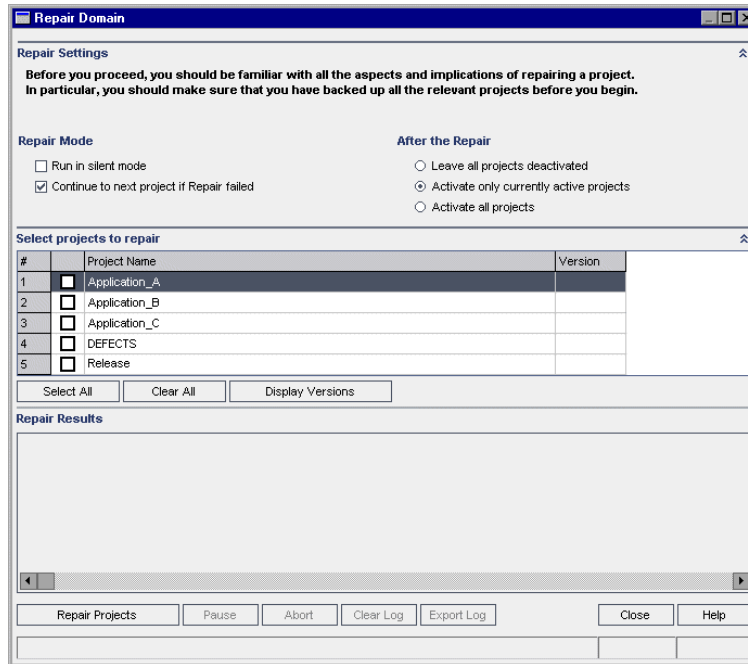 Repair Domain
Repair Settings
Before you proceed, you should be familiar with all the aspects and implications of repairing a project.
In particular, you should make sure that you have backed up all the relevant projects before you begin.
Repair Mode
Run in silent mode
Continue to next project if Repair failed
After the Repair
Leave all projects deactivated
Activate only currently active projects
Activate all projects
Select projects to repair
# Project Name Version
1 Application_A
2 Application_B
3 Application_C
4 DEFECTS
5 Release
Select All Clear All Display Versions
Repair Results
Repair Projects Pause Abort Clear Log Export Log Close Help